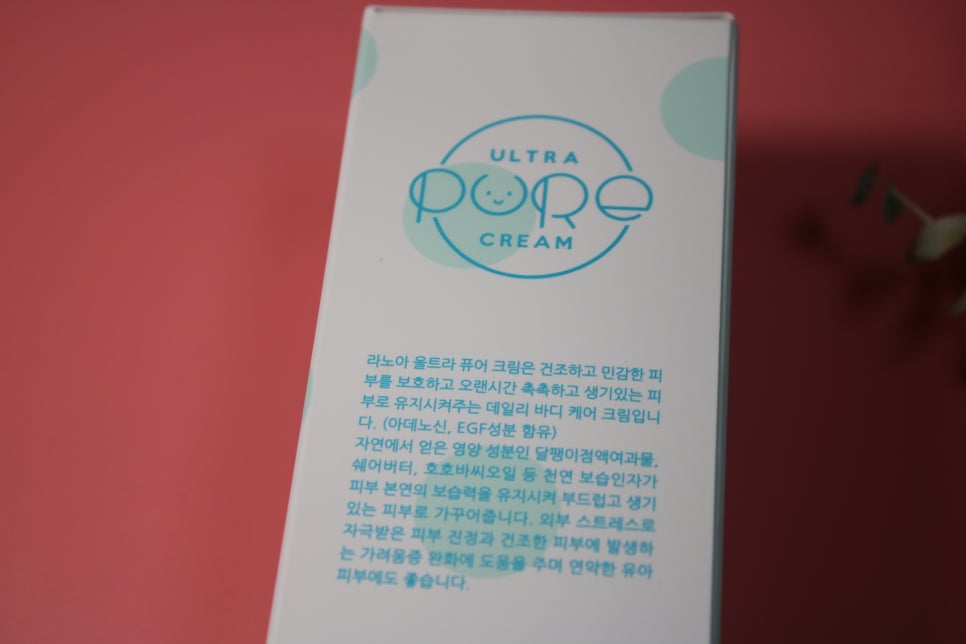 ULTRA
PURE
CREAM
라노아 울트라 퓨어 크림은 건조하고 민감한 피
부를 보호하고 오랜시간 촉촉하고 생기있는 피
부로 유지시켜주는 데일리 바디 케어 크림입니
다. (아데노신, EGF성분 함유)
자연에서 얻은 영양 성분인 달팽이점액여과물,
쉐어버터, 호호바씨오일 등 천연 보습인자가
피부 본연의 보습력을 유지시켜 부드럽고 생기
있는 피부로 가꾸어줍니다. 외부 스트레스로
자극받은 피부 진정과 건조한 피부에 발생하
는 가려움증 완화에 도움을 주며 연약한 유아
피부에도 좋습니다.